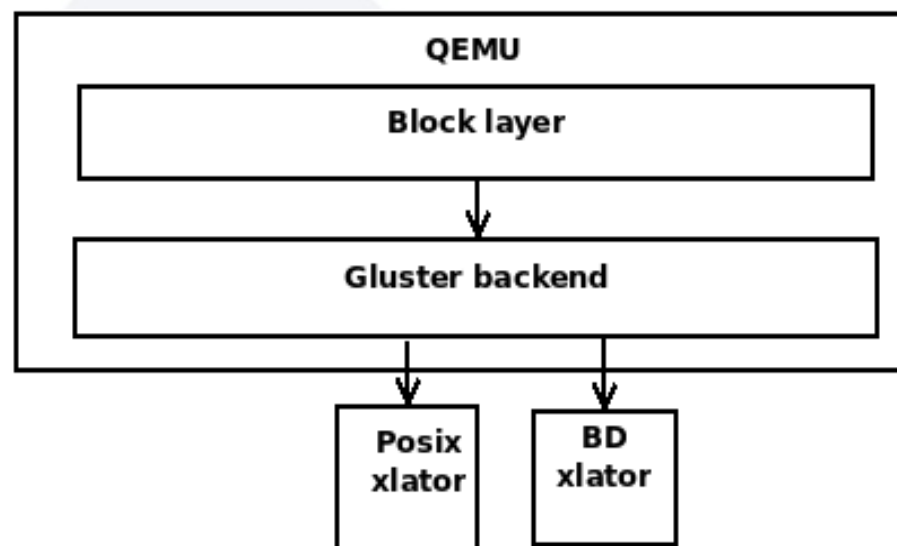 QEMU
Block layer
Gluster backend
Posix
xlator
BD
xlator